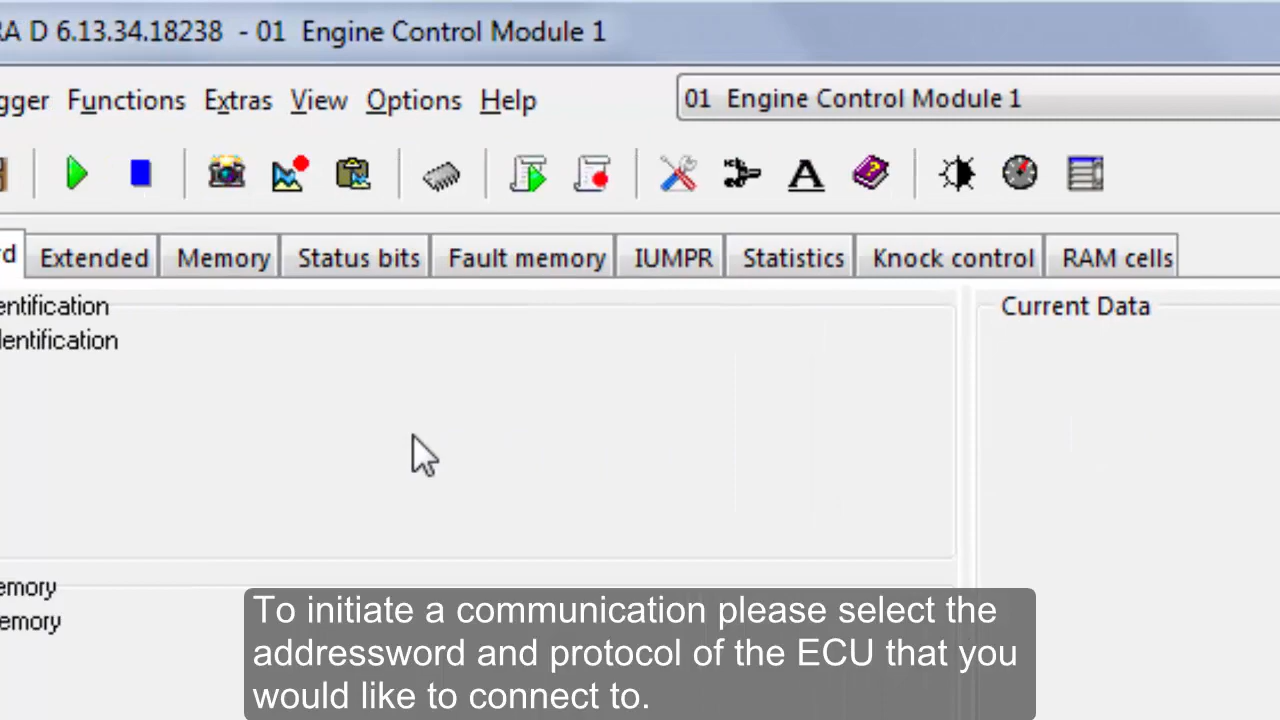 RA D 6.13.34.18238 - 01 Engine Control Module 1
gger Functions Extras View Options Help 01 Engine Control Module 1
A
rd Extended Memory Status bits Fault memory IUMPR Statistics Knock control RAM cells
entification Current Data
dentification
emory
emory
To initiate a communication please select the
addressword and protocol of the ECU that you
would like to connect to.